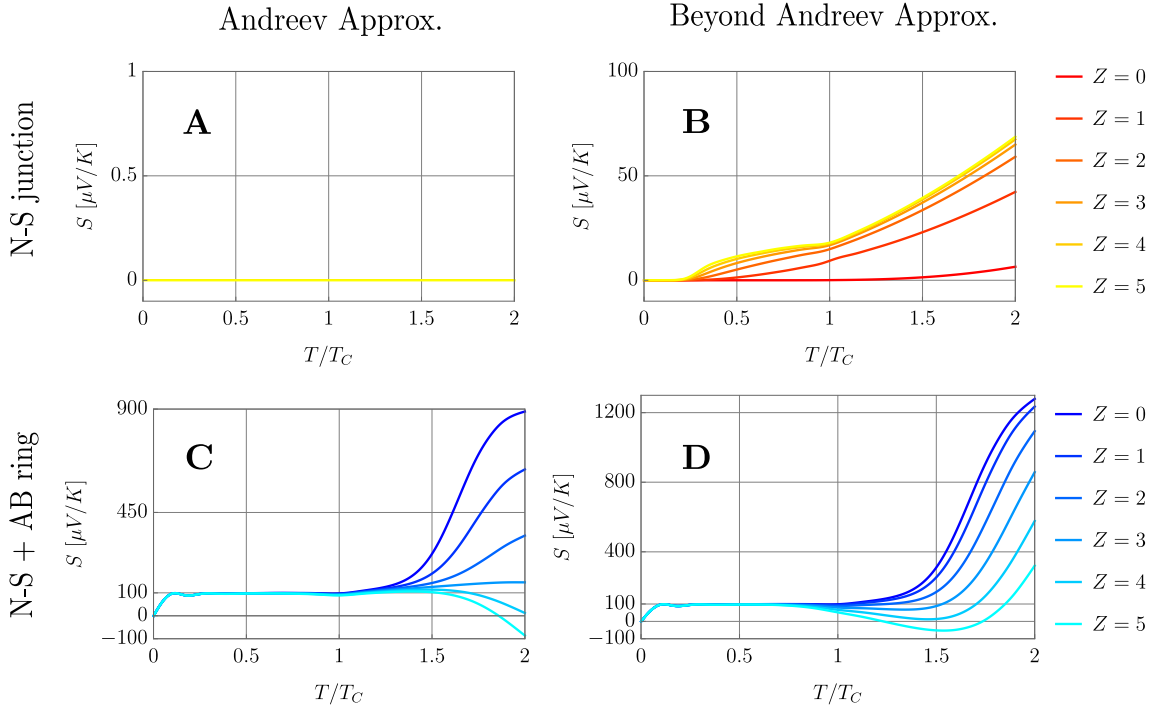 Andreev Approx.
Beyond Andreev Approx.
N-S junction
A
S [μV/K]
1
0.5
0
0
0.5
1
1.5
2
T/T_C
B
S [μV/K]
100
50
0
0
0.5
1
1.5
2
T/T_C
Z = 0
Z = 1
Z = 2
Z = 3
Z = 4
Z = 5
N-S + AB ring
C
S [μV/K]
900
450
100
0
−100
0
0.5
1
1.5
2
T/T_C
D
S [μV/K]
1200
800
400
100
0
−100
0
0.5
1
1.5
2
T/T_C
Z = 0
Z = 1
Z = 2
Z = 3
Z = 4
Z = 5